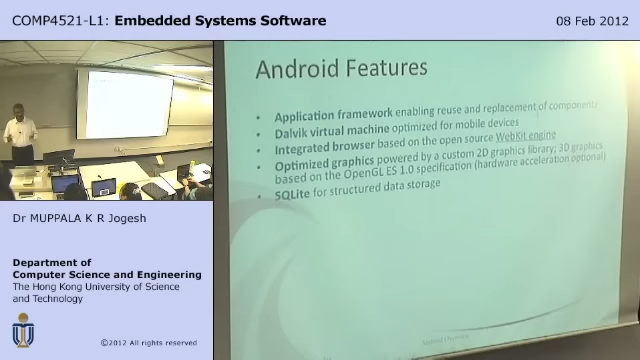 COMP4521-L1: Embedded Systems Software
08 Feb 2012
Android Features
• Application framework enabling reuse and replacement of components
• Dalvik virtual machine optimized for mobile devices
• Integrated browser based on the open source WebKit engine
• Optimized graphics powered by a custom 2D graphics library; 3D graphics
based on the OpenGL ES 1.0 specification (hardware acceleration optional)
• SQLite for structured data storage
Dr MUPPALA K R Jogesh
Department of
Computer Science and Engineering
The Hong Kong University of Science
and Technology
©2012 All rights reserved